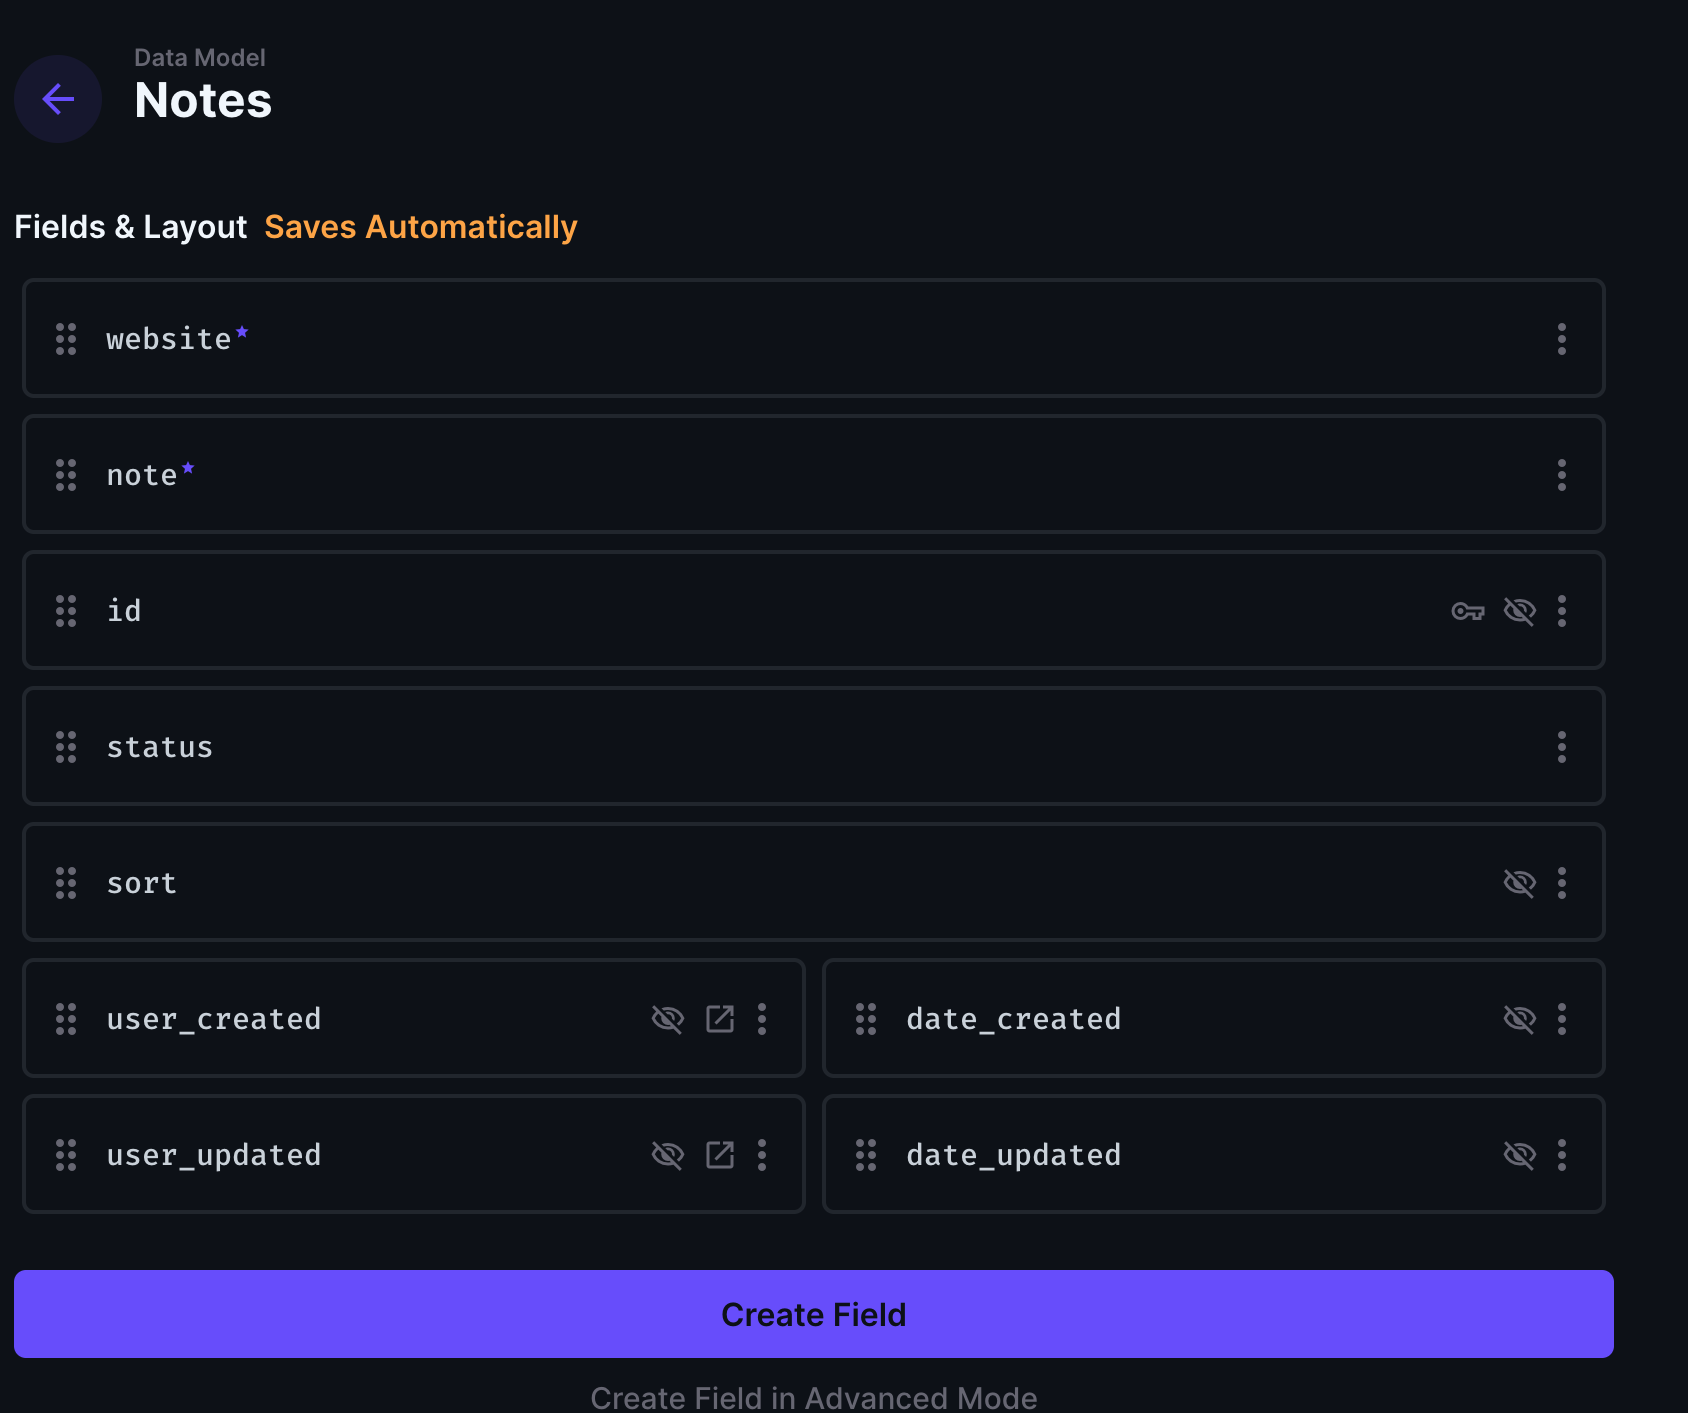 Data Model
Notes
Fields & Layout Saves Automatically
website*
note*
id
status
sort
user_created date_created
user_updated date_updated
Create Field
Create Field in Advanced Mode